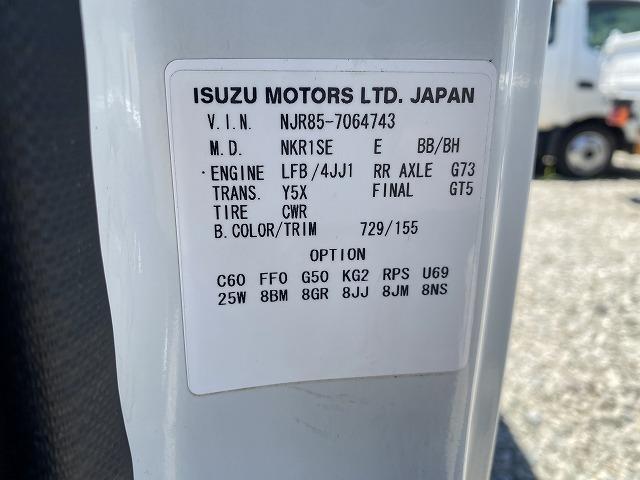 ISUZU MOTORS LTD. JAPAN
V.I.N. NJR85-7064743
M.D. NKR1SE E BB/BH
·ENGINE LFB/4JJ1 RR AXLE G73
TRANS. Y5X FINAL GT5
TIRE CWR
B.COLOR/TRIM 729/155
OPTION
C60 FF0 G50 KG2 RPS U69
25W 8BM 8GR 8JJ 8JM 8NS